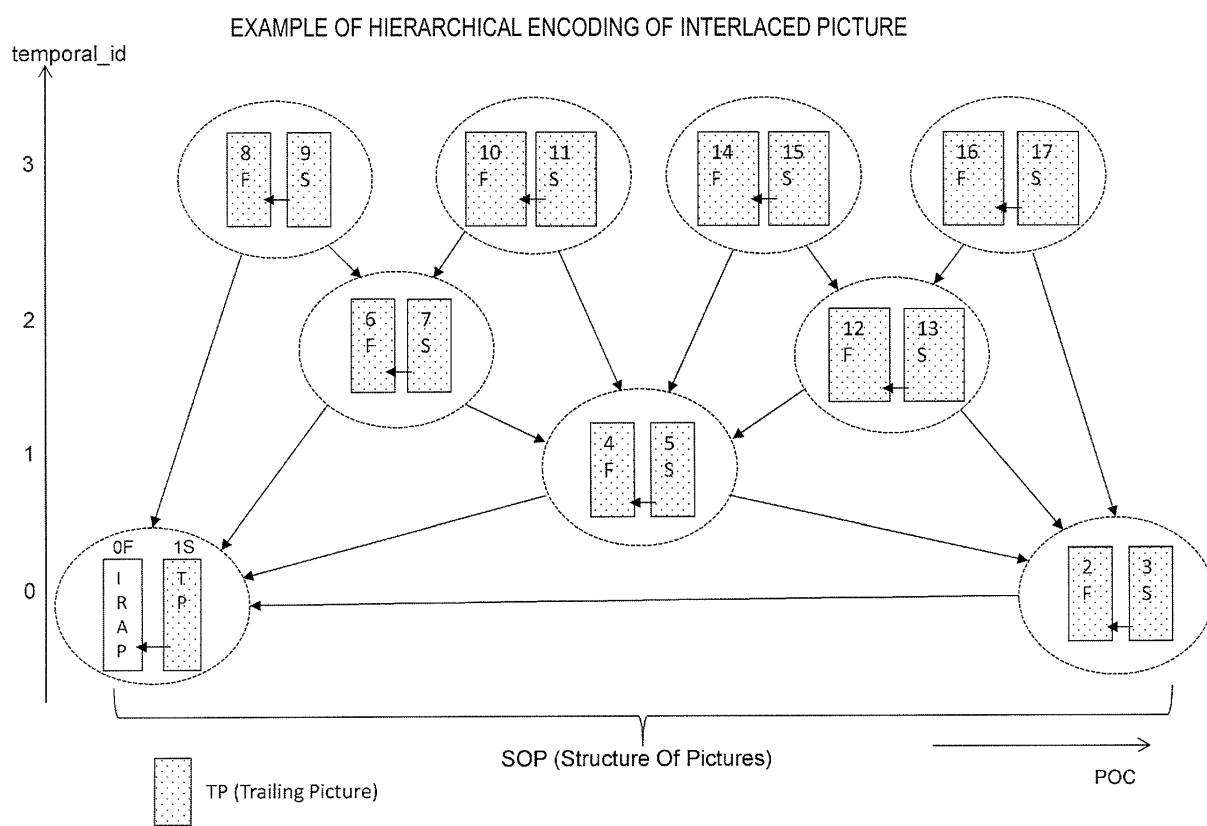 EXAMPLE OF HIERARCHICAL ENCODING OF INTERLACED PICTURE
temporal_id
3
8 9 10 11 14 15 16 17
F S F S F S F S
2
6 7 12 13
F S F S
1
4 5
F S
0F 1S
0
I T 2 3
R P F S
A
P
SOP (Structure Of Pictures)
POC
TP (Trailing Picture)